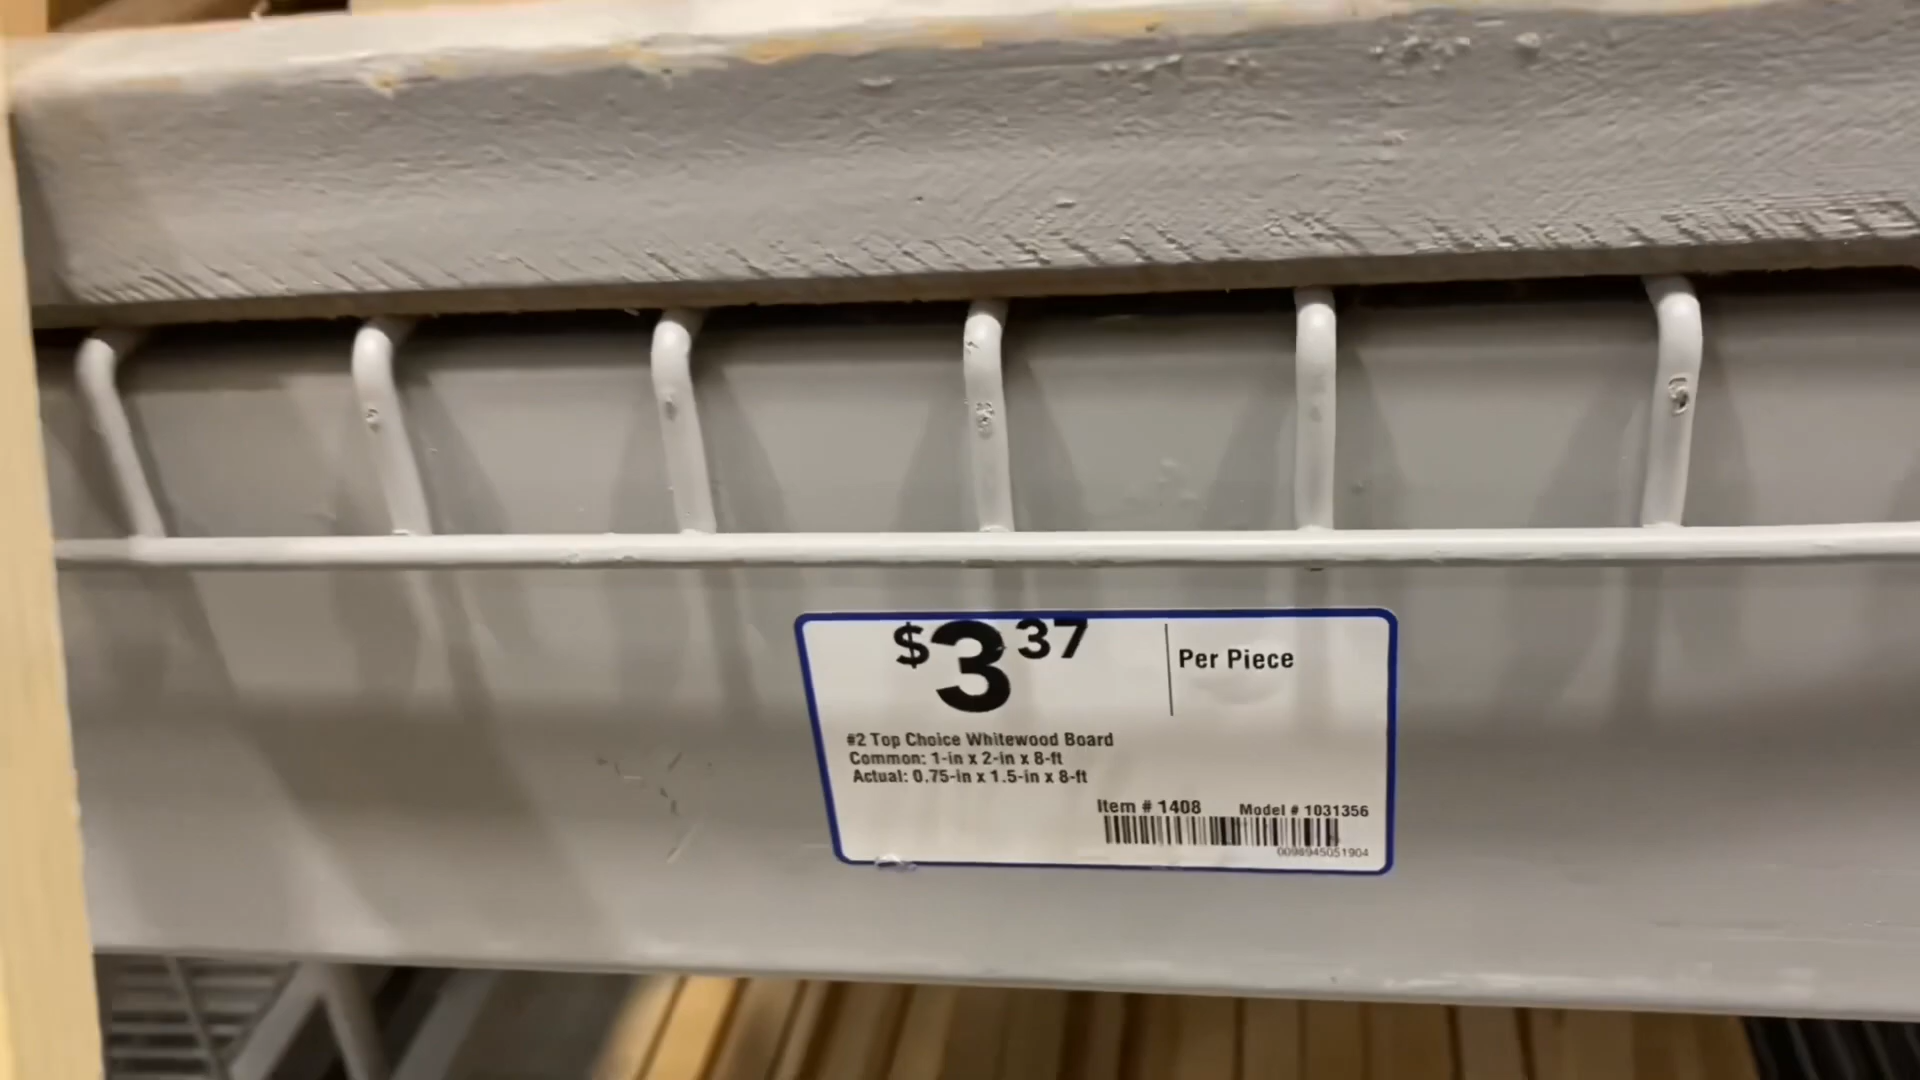 $3 37
Per Piece
#2 Top Choice Whitewood Board
Common: 1-in x 2-in x 8-ft
Actual: 0.75-in x 1.5-in x 8-ft
Item # 1408 Model # 1031356